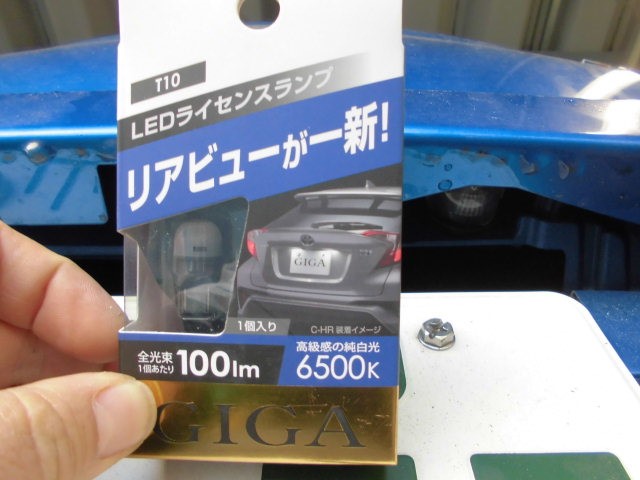 T10
LEDライセンスランプ
リアビューが一新!
GIGA
1個入り
C-HR 装着イメージ
全光束
1個あたり
100lm
高級感の純白光
6500K
GIGA